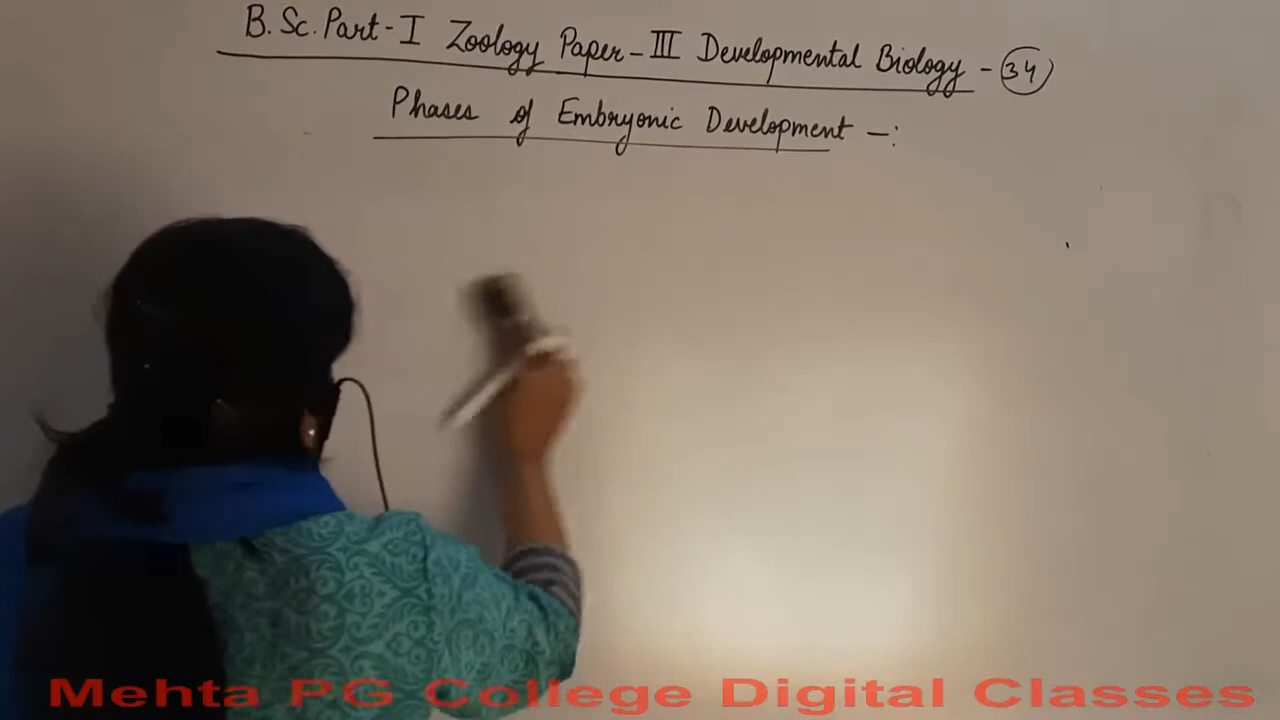 B.Sc. Part-I Zoology Paper-III Developmental Biology - 34
Phases of Embryonic Development -:
Mehta PG College Digital Classes